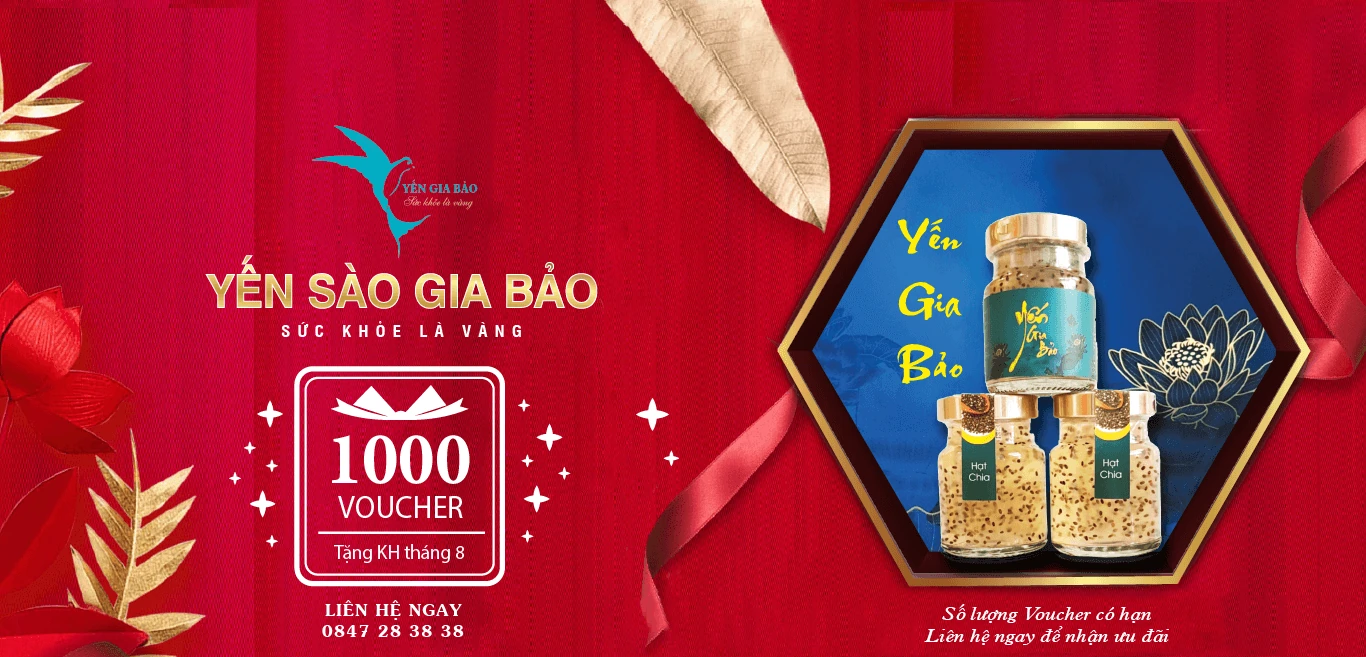 YẾN GIA BẢO
Sức khỏe là vàng
YẾN SÀO GIA BẢO
SỨC KHỎE LÀ VÀNG
1000
VOUCHER
Tặng KH tháng 8
LIÊN HỆ NGAY
0847 28 38 38
Yến
Gia
Bảo
Yến
Gia
Bảo
Hạt
Chia
Hạt
Chia
Số lượng Voucher có hạn
Liên hệ ngay để nhận ưu đãi